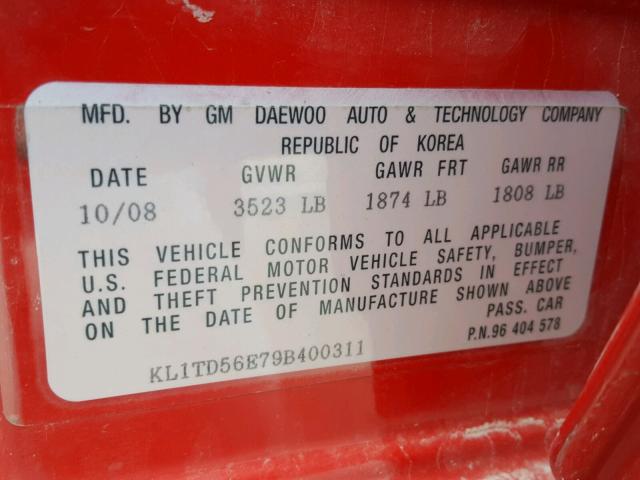 MFD. BY GM DAEWOO AUTO & TECHNOLOGY COMPANY
REPUBLIC OF KOREA
DATE GVWR GAWR FRT GAWR RR
10/08 3523 LB 1874 LB 1808 LB
THIS VEHICLE CONFORMS TO ALL APPLICABLE
U.S. FEDERAL MOTOR VEHICLE SAFETY, BUMPER,
AND THEFT PREVENTION STANDARDS IN EFFECT
ON THE DATE OF MANUFACTURE SHOWN ABOVE
PASS. CAR
KL1TD56E79B400311 P.N.96 404 578